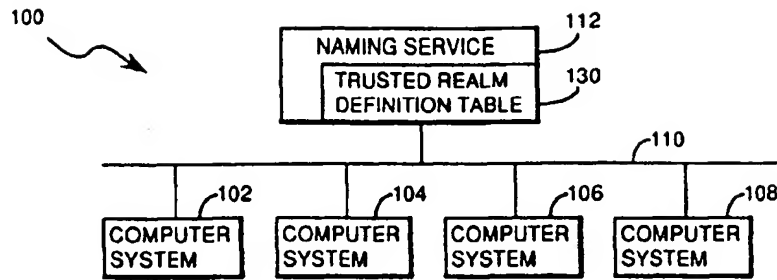 100
NAMING SERVICE
112
TRUSTED REALM
DEFINITION TABLE
130
110
102
104
106
108
COMPUTER
SYSTEM
COMPUTER
SYSTEM
COMPUTER
SYSTEM
COMPUTER
SYSTEM